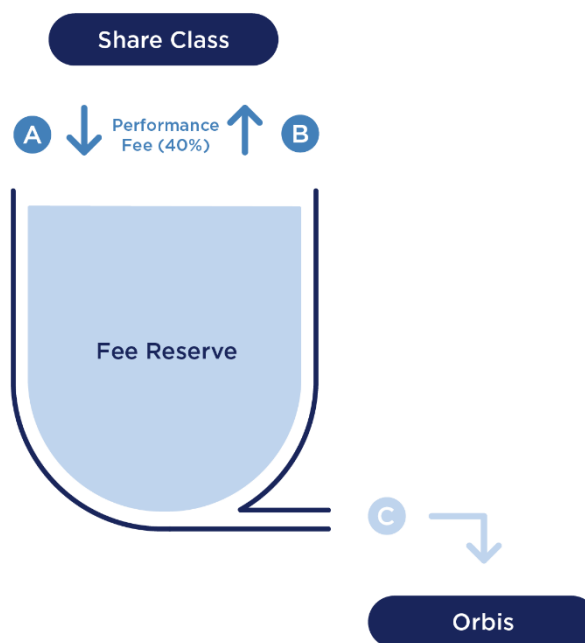 Share Class
A
Performance
Fee (40%)
B
Fee Reserve
C
Orbis